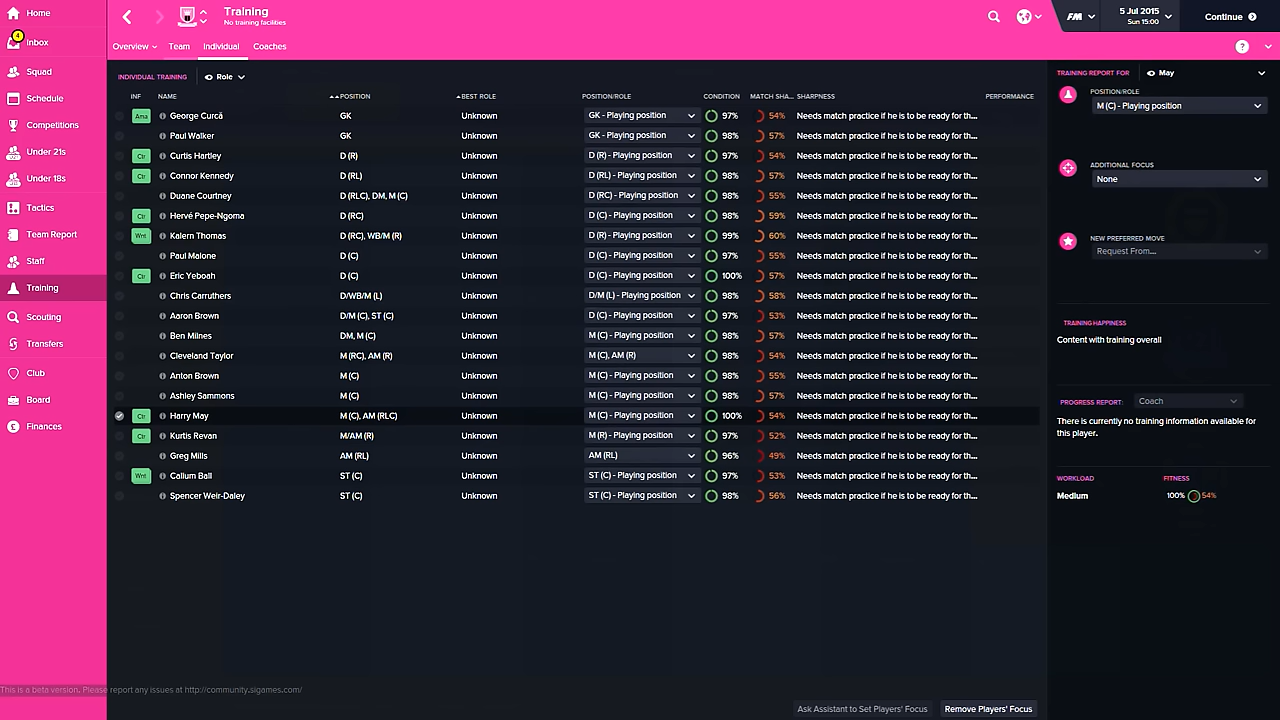 Home
4
Inbox
Squad
Schedule
Competitions
Under 21s
Under 18s
Tactics
Team Report
Staff
Training
Scouting
Transfers
Club
Board
Finances
Training
No training facilities
FM
5 Jul 2015
Sun 15:00
Continue
Overview
Team
Individual
Coaches
?
INDIVIDUAL TRAINING
Role
INF NAME POSITION BEST ROLE POSITION/ROLE CONDITION MATCH SHA... SHARPNESS PERFORMANCE
Ama George Curcă GK Unknown GK - Playing position 97% 54% Needs match practice if he is to be ready for th...
Paul Walker GK Unknown GK - Playing position 98% 57% Needs match practice if he is to be ready for th...
Ctr Curtis Hartley D (R) Unknown D (R) - Playing position 97% 54% Needs match practice if he is to be ready for th...
Ctr Connor Kennedy D (RL) Unknown D (RL) - Playing position 98% 57% Needs match practice if he is to be ready for th...
Duane Courtney D (RLC), DM, M (C) Unknown D (RC) - Playing position 98% 55% Needs match practice if he is to be ready for th...
Ctr Hervé Pepe-Ngoma D (RC) Unknown D (C) - Playing position 98% 59% Needs match practice if he is to be ready for th...
Wnt Kalern Thomas D (RC), WB/M (R) Unknown D (R) - Playing position 99% 60% Needs match practice if he is to be ready for th...
Paul Malone D (C) Unknown D (C) - Playing position 97% 55% Needs match practice if he is to be ready for th...
Ctr Eric Yeboah D (C) Unknown D (C) - Playing position 100% 57% Needs match practice if he is to be ready for th...
Chris Carruthers D/WB/M (L) Unknown D/M (L) - Playing position 98% 58% Needs match practice if he is to be ready for th...
Aaron Brown D/M (C), ST (C) Unknown D (C) - Playing position 97% 53% Needs match practice if he is to be ready for th...
Ben Milnes DM, M (C) Unknown M (C) - Playing position 98% 57% Needs match practice if he is to be ready for th...
Cleveland Taylor M (RC), AM (R) Unknown M (C), AM (R) 98% 54% Needs match practice if he is to be ready for th...
Anton Brown M (C) Unknown M (C) - Playing position 98% 55% Needs match practice if he is to be ready for th...
Ashley Sammons M (C) Unknown M (C) - Playing position 98% 57% Needs match practice if he is to be ready for th...
Ctr Harry May M (C), AM (RLC) Unknown M (C) - Playing position 100% 54% Needs match practice if he is to be ready for th...
Ctr Kurtis Revan M/AM (R) Unknown M (R) - Playing position 97% 52% Needs match practice if he is to be ready for th...
Greg Mills AM (RL) Unknown AM (RL) 96% 49% Needs match practice if he is to be ready for th...
Wnt Callum Ball ST (C) Unknown ST (C) - Playing position 97% 53% Needs match practice if he is to be ready for th...
Spencer Weir-Daley ST (C) Unknown ST (C) - Playing position 98% 56% Needs match practice if he is to be ready for th...
TRAINING REPORT FOR May
POSITION/ROLE
M (C) - Playing position
ADDITIONAL FOCUS
None
NEW PREFERRED MOVE
Request From...
TRAINING HAPPINESS
Content with training overall
PROGRESS REPORT: Coach
There is currently no training information available for
this player.
WORKLOAD FITNESS
Medium 100% 54%
This is a beta version. Please report any issues at http://community.sigames.com/
Ask Assistant to Set Players' Focus
Remove Players' Focus